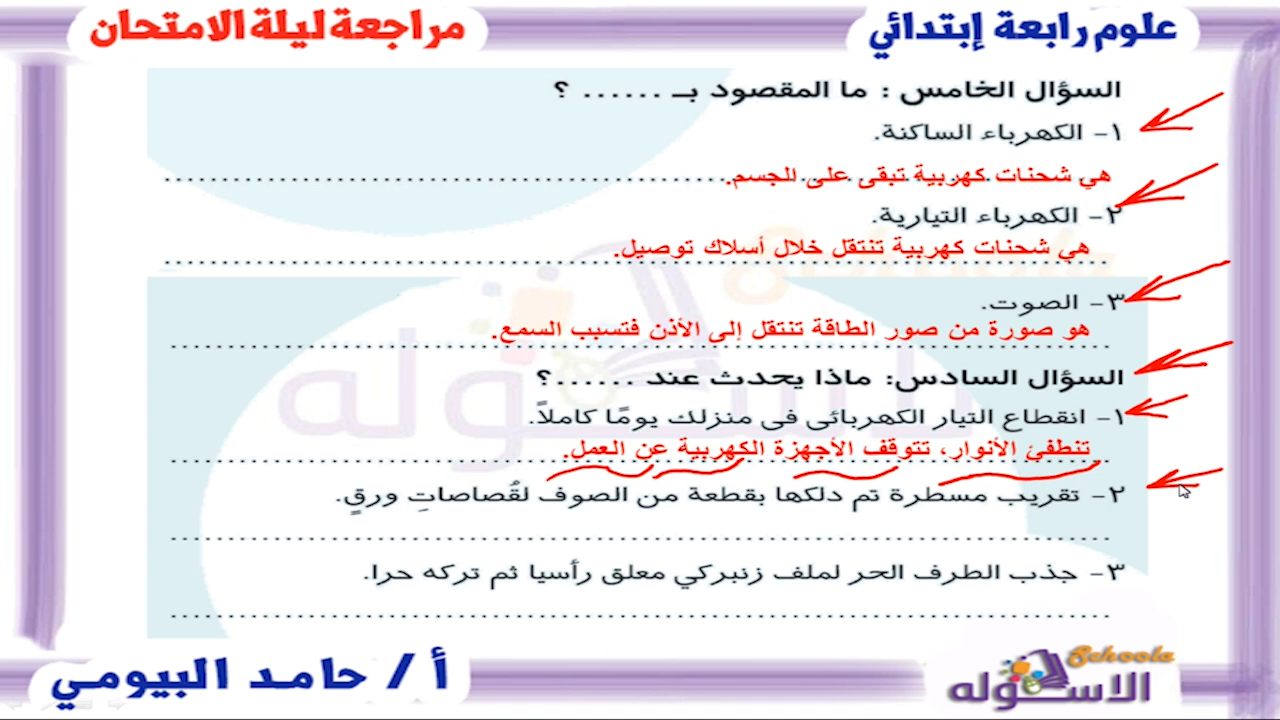 علوم رابعة إبتدائي
مراجعة ليلة الامتحان
السؤال الخامس : ما المقصود بـ ...... ؟
١- الكهرباء الساكنة.
هي شحنات كهربية تبقى على الجسم.
٢- الكهرباء التيارية.
هي شحنات كهربية تنتقل خلال أسلاك توصيل.
٣- الصوت.
هو صورة من صور الطاقة تنتقل إلى الأذن فتسبب السمع.
السؤال السادس: ماذا يحدث عند ......؟
١- انقطاع التيار الكهربائى فى منزلك يومًا كاملاً.
تنطفئ الأنوار، تتوقف الأجهزة الكهربية عن العمل.
٢- تقريب مسطرة تم دلكها بقطعة من الصوف لقُصاصاتِ ورقٍ.
٣- جذب الطرف الحر لملف زنبركي معلق رأسيا ثم تركه حرا.
أ / حامد البيومي
Schoola
الاسكوله